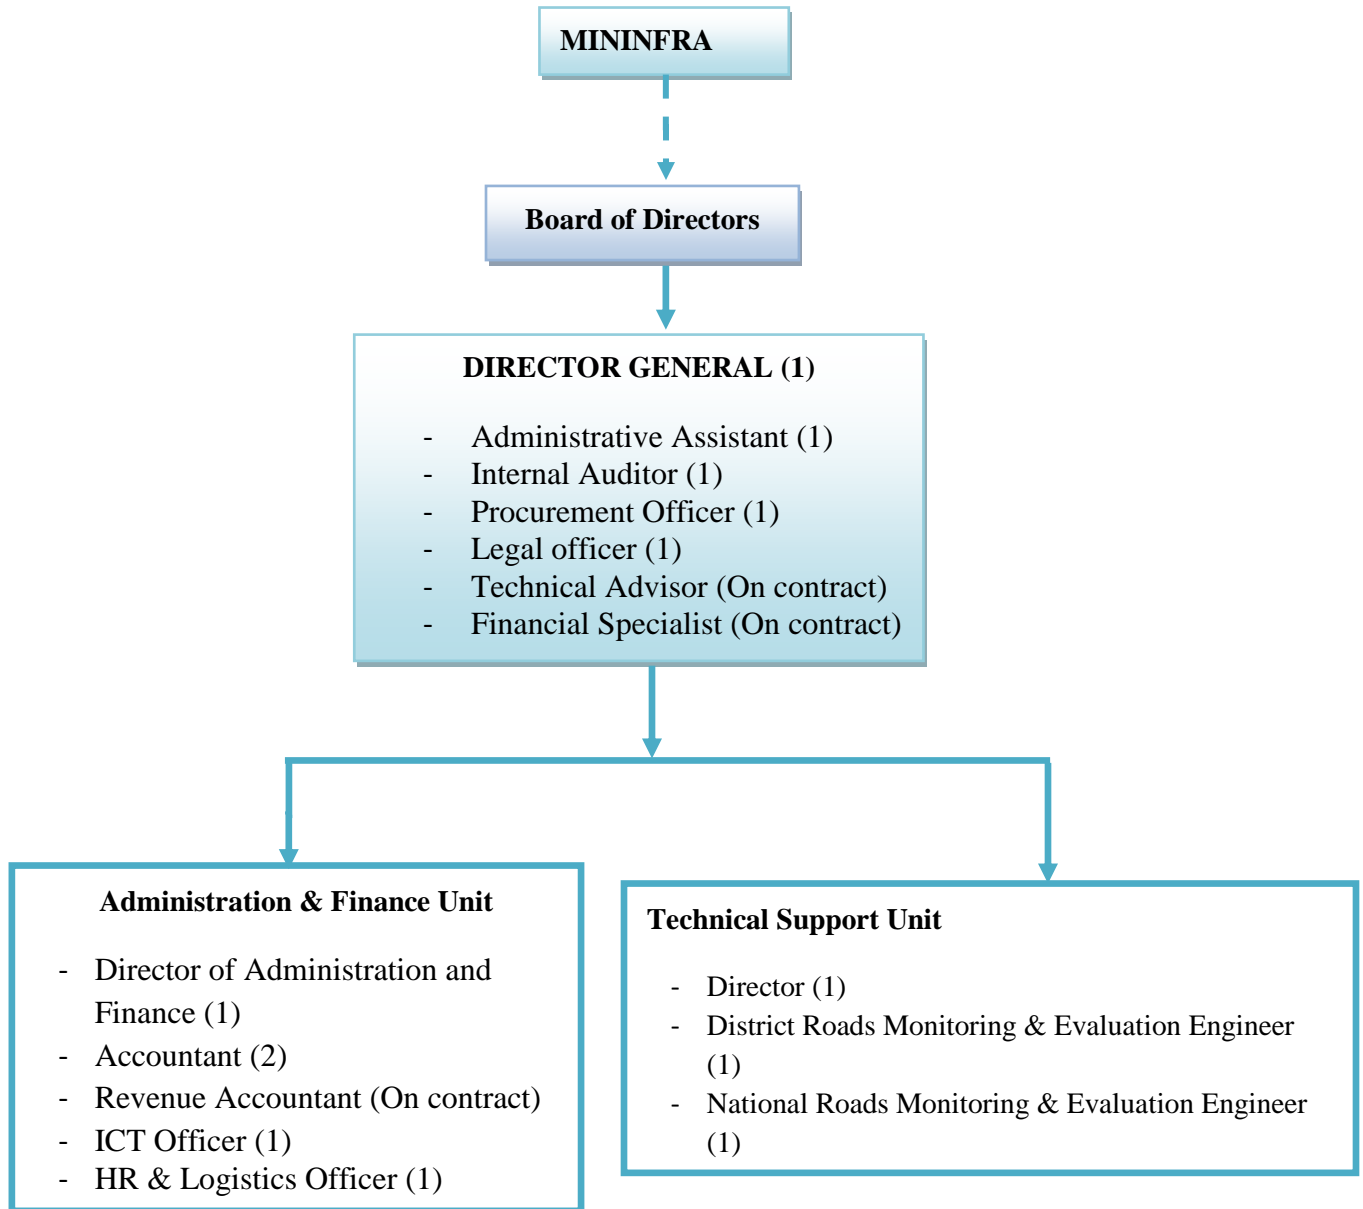 MININFRA
Board of Directors
DIRECTOR GENERAL (1)
- Administrative Assistant (1)
- Internal Auditor (1)
- Procurement Officer (1)
- Legal officer (1)
- Technical Advisor (On contract)
- Financial Specialist (On contract)
Administration & Finance Unit
- Director of Administration and
Finance (1)
- Accountant (2)
- Revenue Accountant (On contract)
- ICT Officer (1)
- HR & Logistics Officer (1)
Technical Support Unit
- Director (1)
- District Roads Monitoring & Evaluation Engineer
(1)
- National Roads Monitoring & Evaluation Engineer
(1)